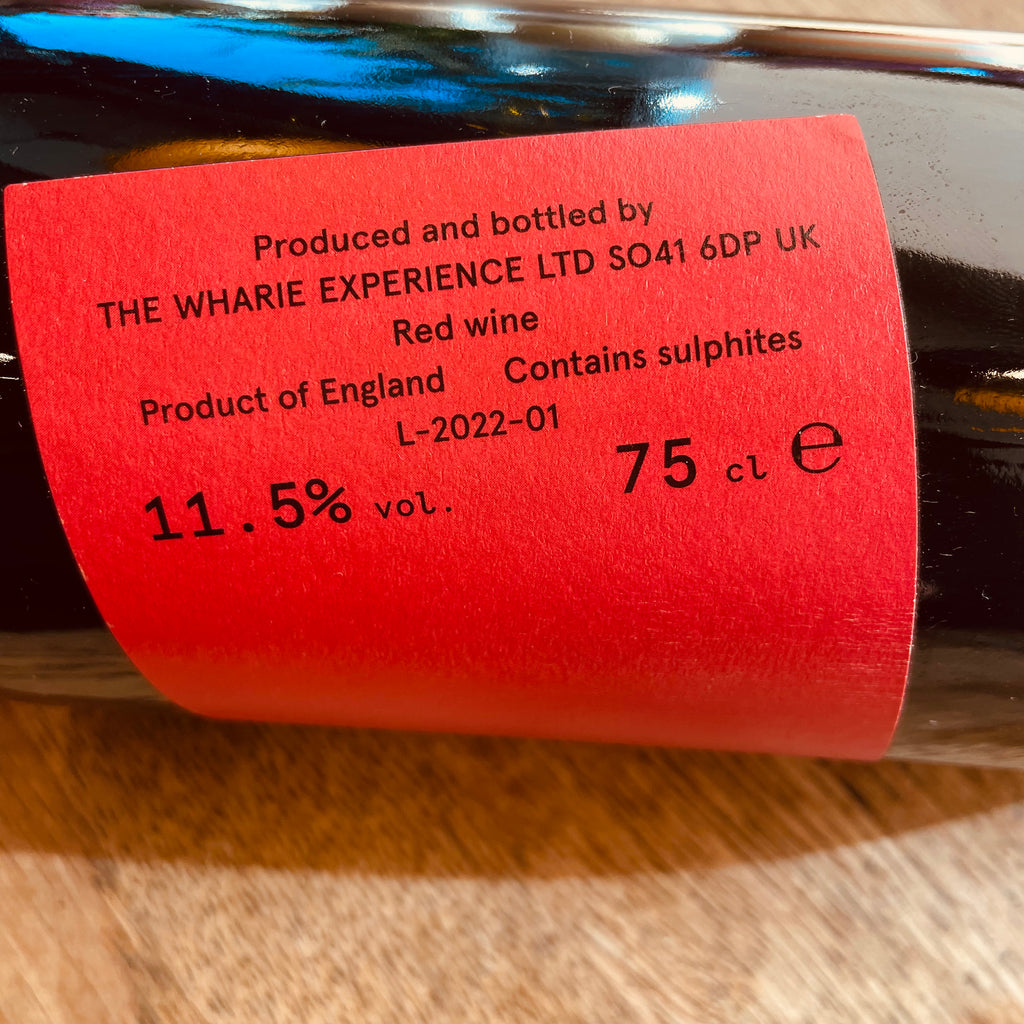 Produced and bottled by
THE WHARIE EXPERIENCE LTD SO41 6DP UK
Red wine
Product of England Contains sulphites
L-2022-01
11.5% vol. 75 cl e